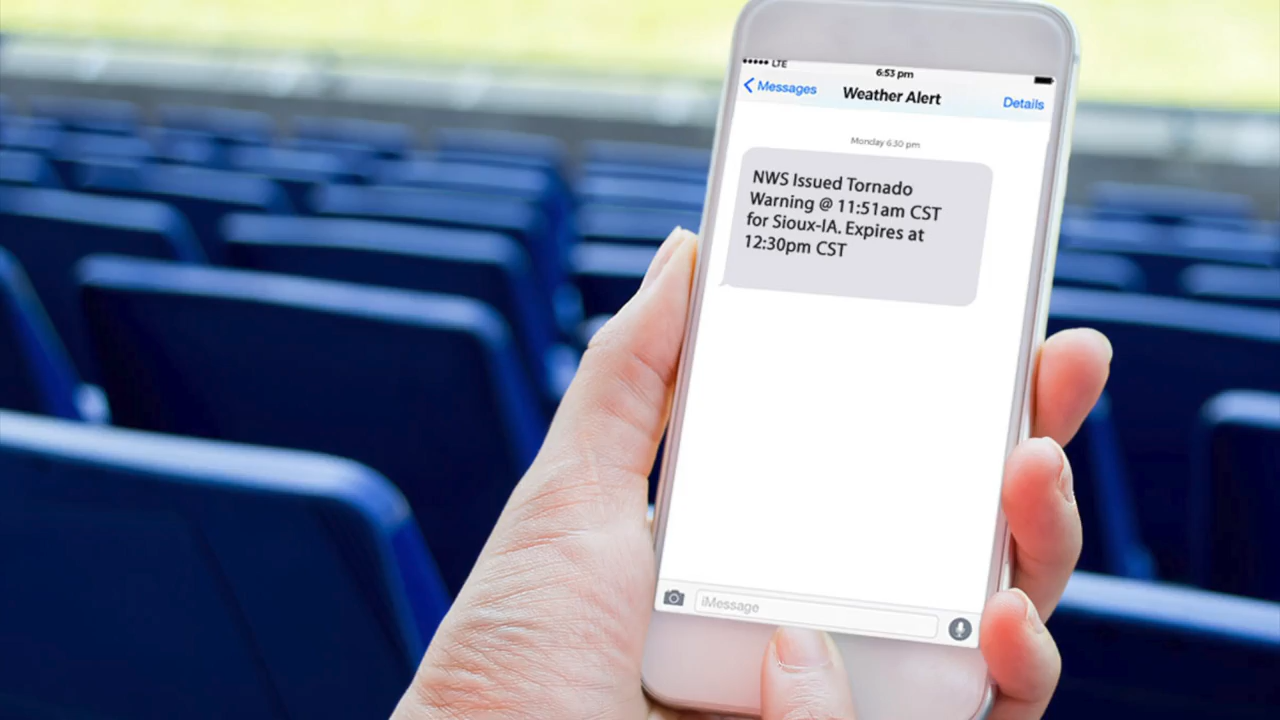 ••••• LTE
6:53 pm
Messages
Weather Alert
Details
Monday 6:30 pm
NWS Issued Tornado
Warning @ 11:51am CST
for Sioux-IA. Expires at
12:30pm CST
iMessage